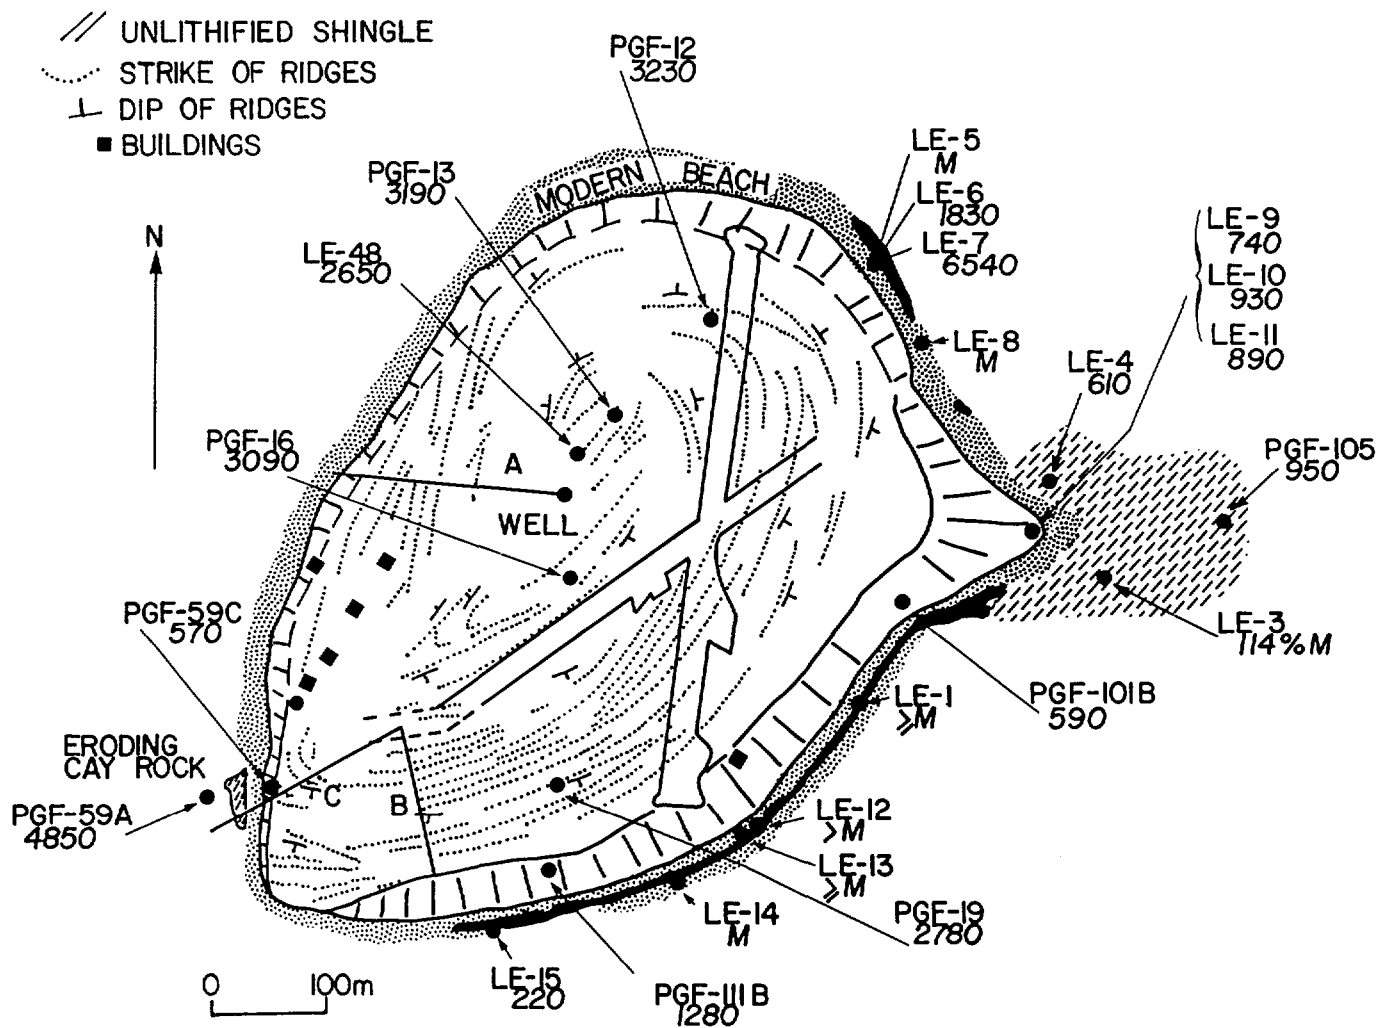 UNLITHIFIED SHINGLE
STRIKE OF RIDGES
DIP OF RIDGES
BUILDINGS
PGF-12
3230
LE-5
M
LE-6
1830
LE-7
6540
PGF-13
3190
MODERN BEACH
LE-9
740
LE-10
930
LE-11
890
N
LE-4B
2650
LE-8
M
LE-4
610
PGF-16
3090
A
WELL
PGF-105
950
PGF-59C
570
LE-3
114% M
LE-1
≥M
PGF-101B
590
ERODING
CAY ROCK
PGF-59A
4850
C
B
LE-12
>M
LE-13
≥M
LE-14
M
PGF-19
2780
0 100m
LE-15
220
PGF-111B
1280